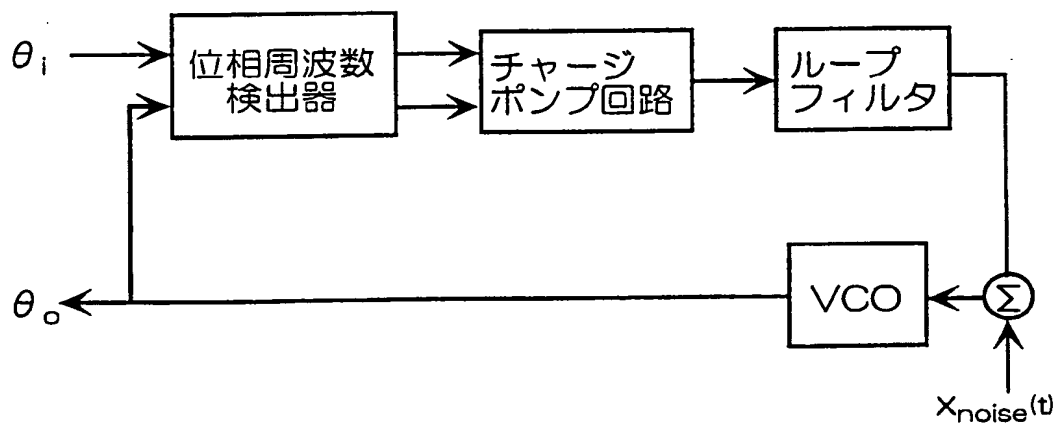 θi
位相周波数
検出器
チャージ
ポンプ回路
ループ
フィルタ
θo
VCO
Σ
xnoise(t)